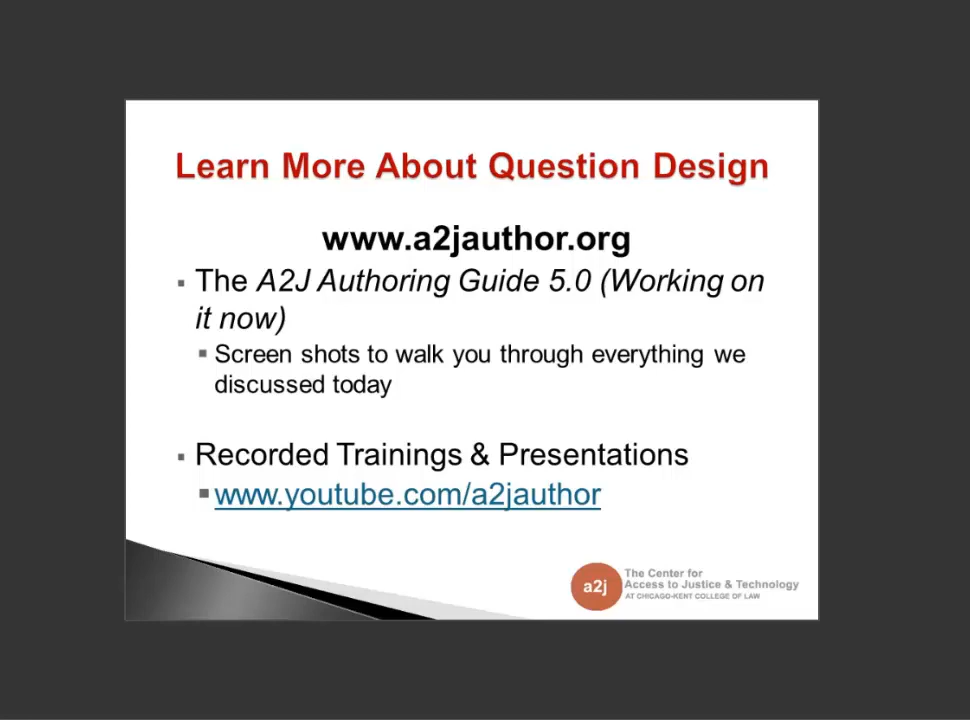 Learn More About Question Design
www.a2jauthor.org
▪ The A2J Authoring Guide 5.0 (Working on
it now)
▪ Screen shots to walk you through everything we
discussed today
▪ Recorded Trainings & Presentations
▪ www.youtube.com/a2jauthor
a2j
The Center for
Access to Justice & Technology
AT CHICAGO-KENT COLLEGE OF LAW